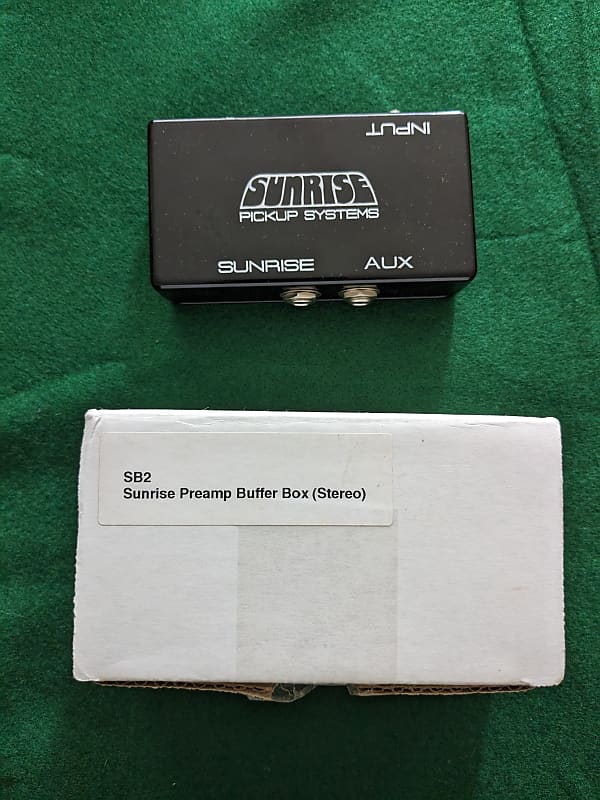 INPUT
SUNRISE
PICKUP SYSTEMS
SUNRISE AUX
SB2
Sunrise Preamp Buffer Box (Stereo)